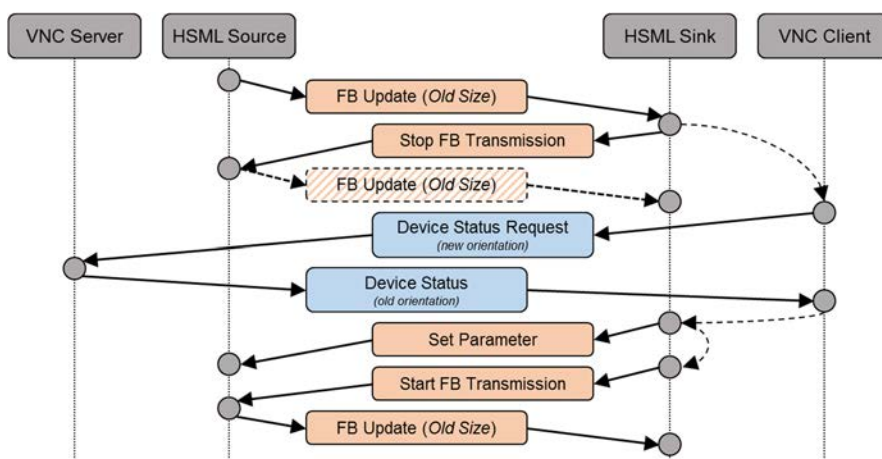 VNC Server
HSML Source
HSML Sink
VNC Client
FB Update (Old Size)
Stop FB Transmission
FB Update (Old Size)
Device Status Request
(new orientation)
Device Status
(old orientation)
Set Parameter
Start FB Transmission
FB Update (Old Size)